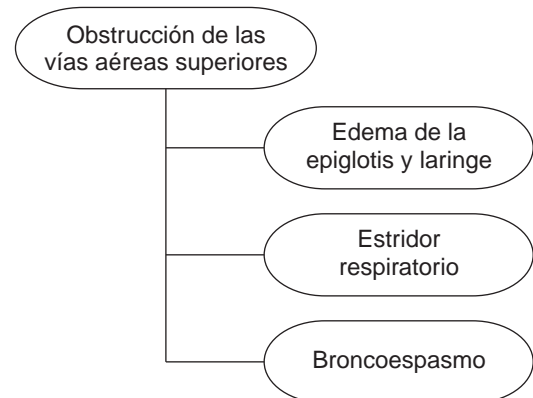 Obstrucción de las
vías aéreas superiores
Edema de la
epiglotis y laringe
Estridor
respiratorio
Broncoespasmo